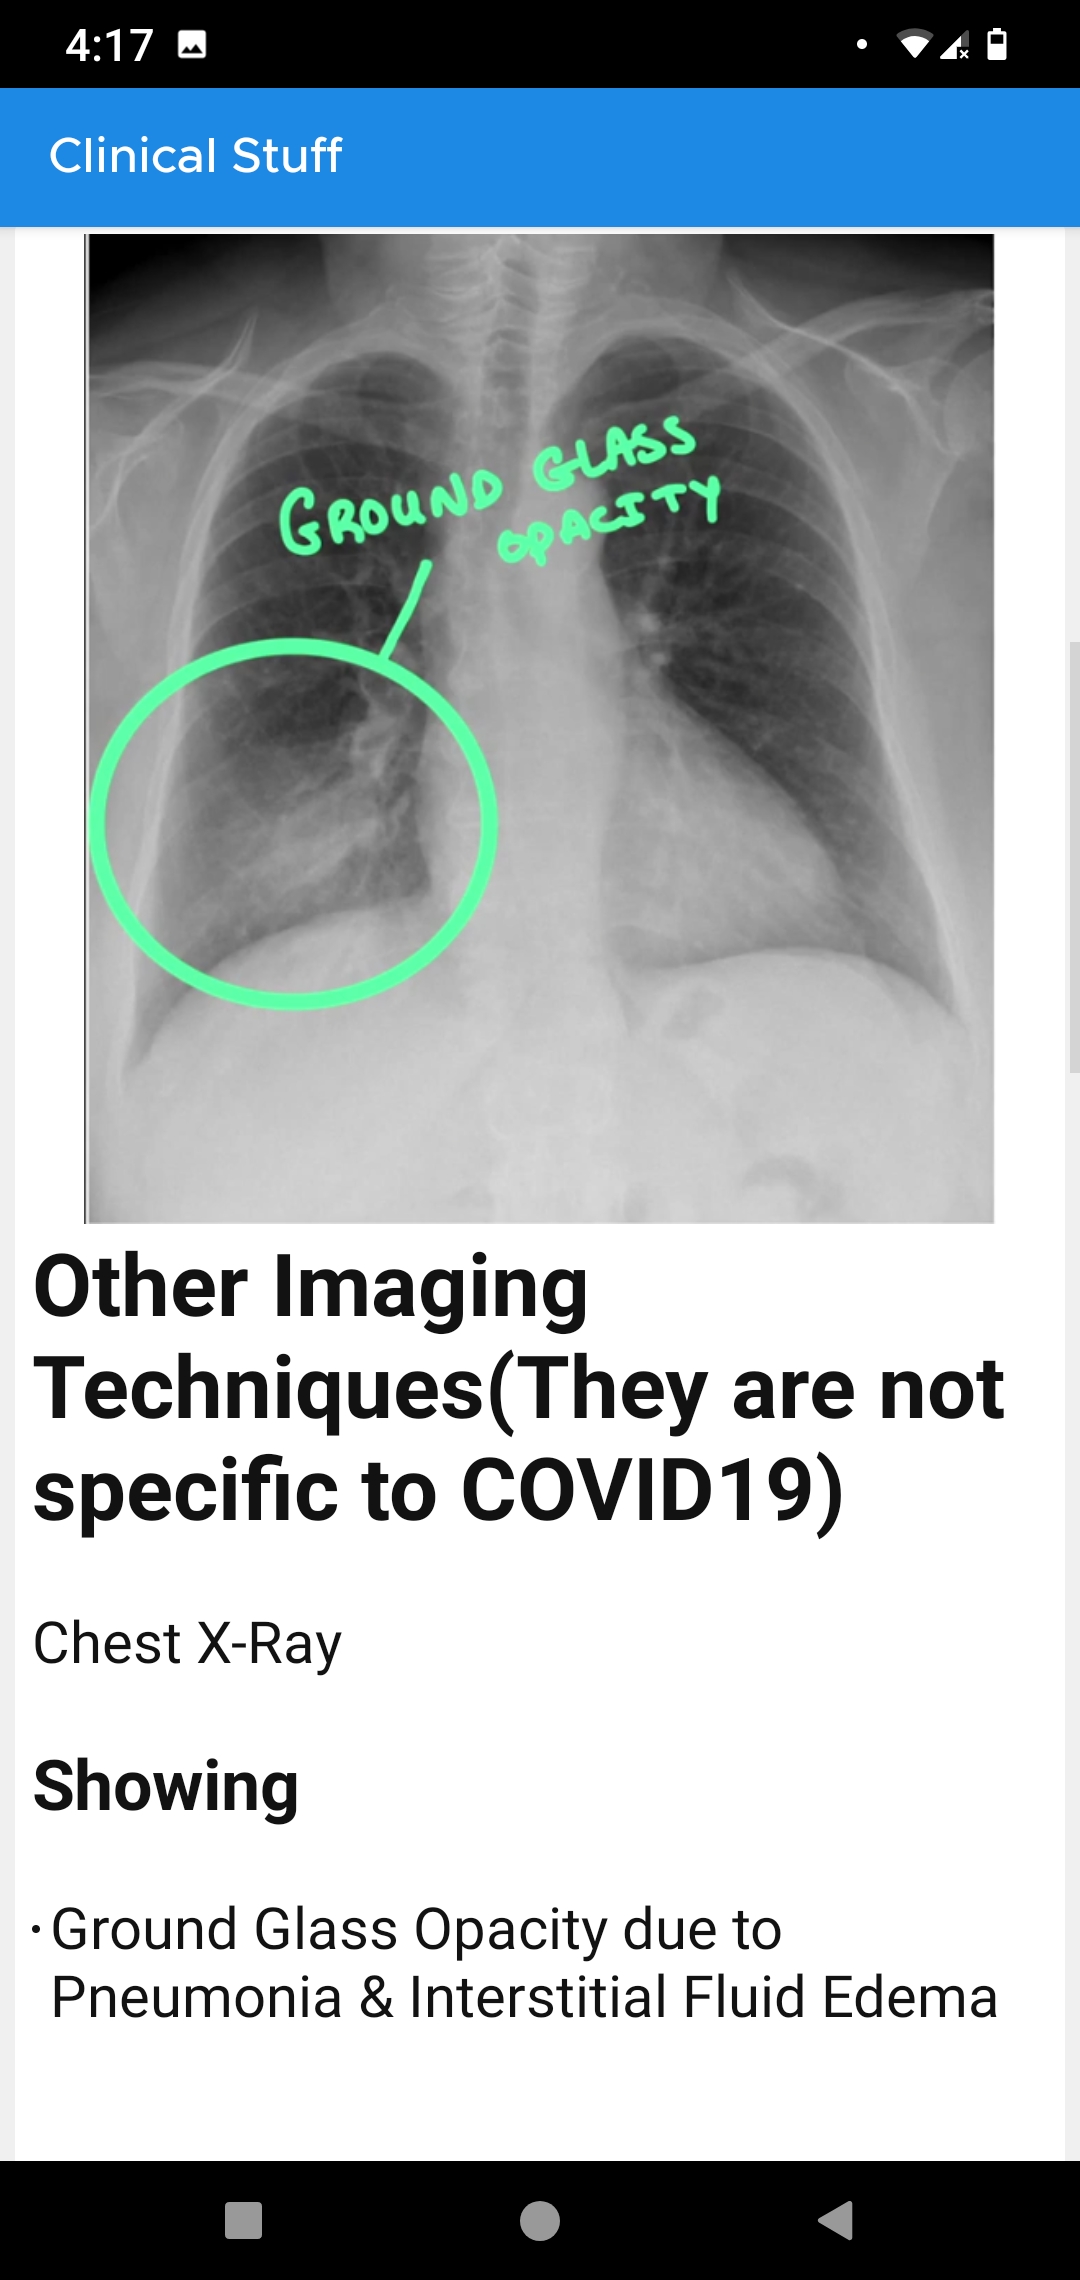 4:17
Clinical Stuff
GROUND GLASS
OPACITY
Other Imaging
Techniques(They are not
specific to COVID19)
Chest X-Ray
Showing
· Ground Glass Opacity due to
Pneumonia & Interstitial Fluid Edema